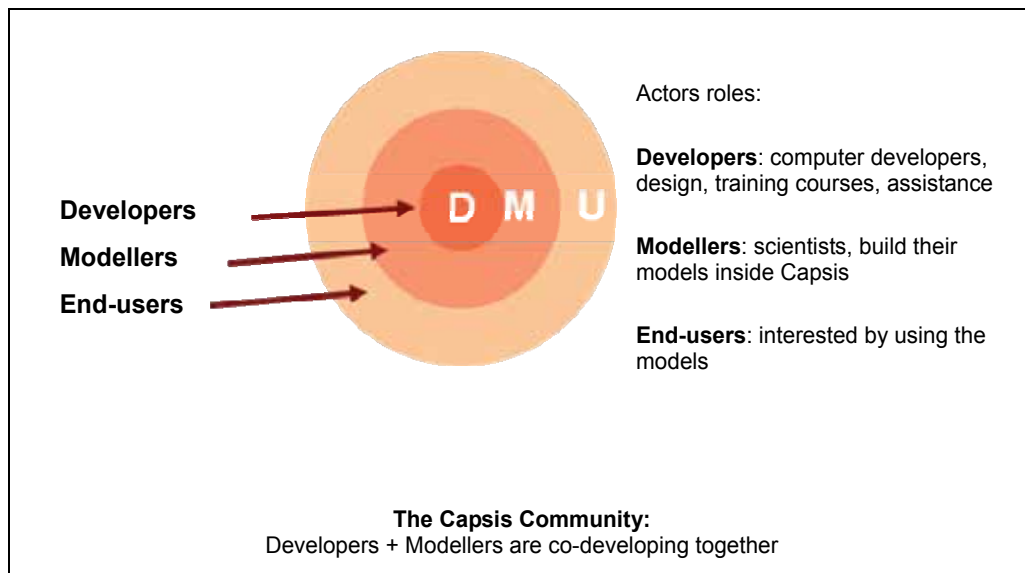 Developers
Modellers
End-users
D M U
Actors roles:
Developers: computer developers,
design, training courses, assistance
Modellers: scientists, build their
models inside Capsis
End-users: interested by using the
models
The Capsis Community:
Developers + Modellers are co-developing together